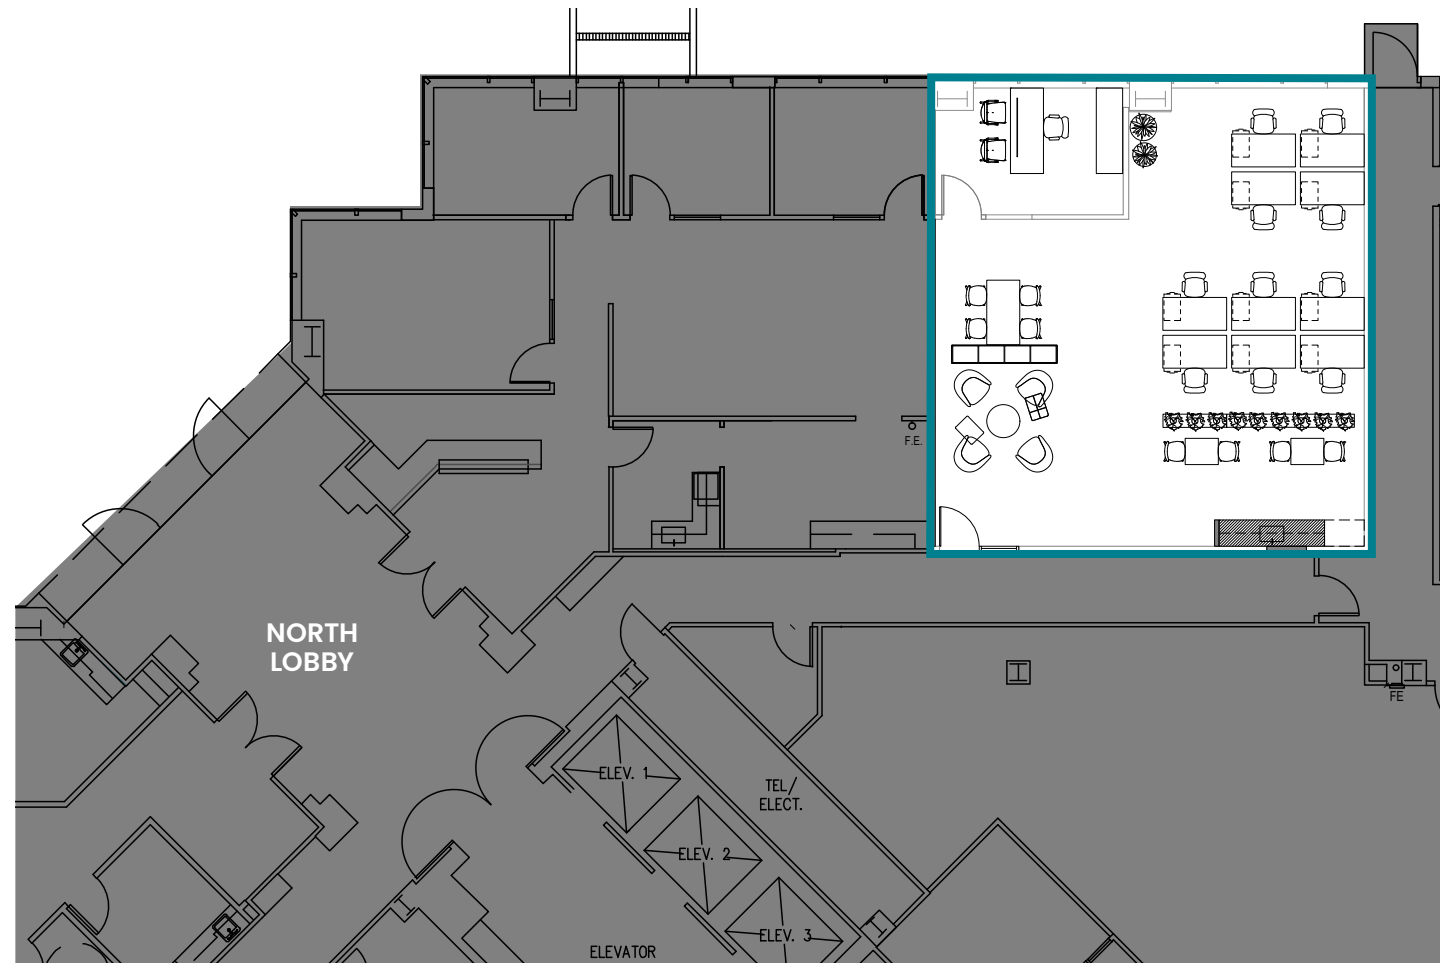 F.E.
NORTH
LOBBY
FE
ELEV. 1
TEL/
ELECT.
ELEV. 2
ELEV. 3
ELEVATOR